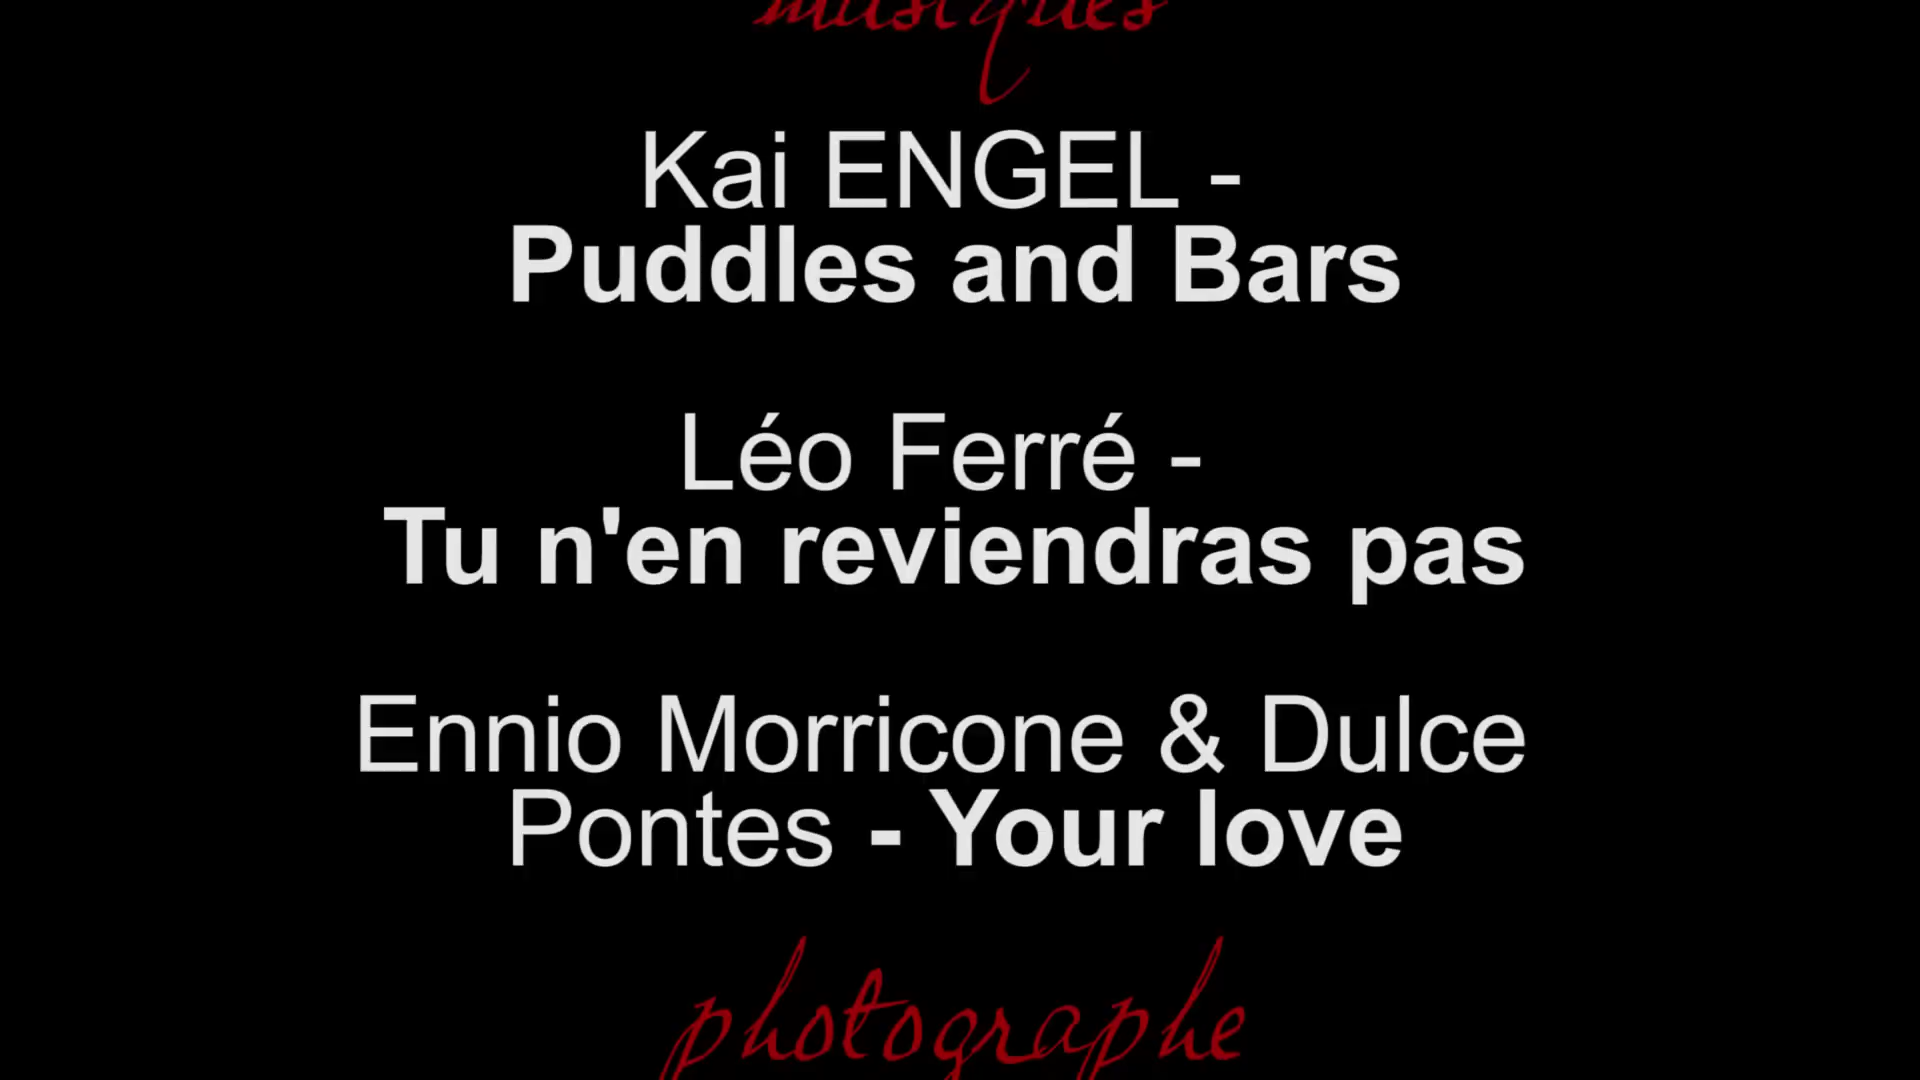 musiques
Kai ENGEL -
Puddles and Bars
Léo Ferré -
Tu n'en reviendras pas
Ennio Morricone & Dulce
Pontes - Your love
photographe